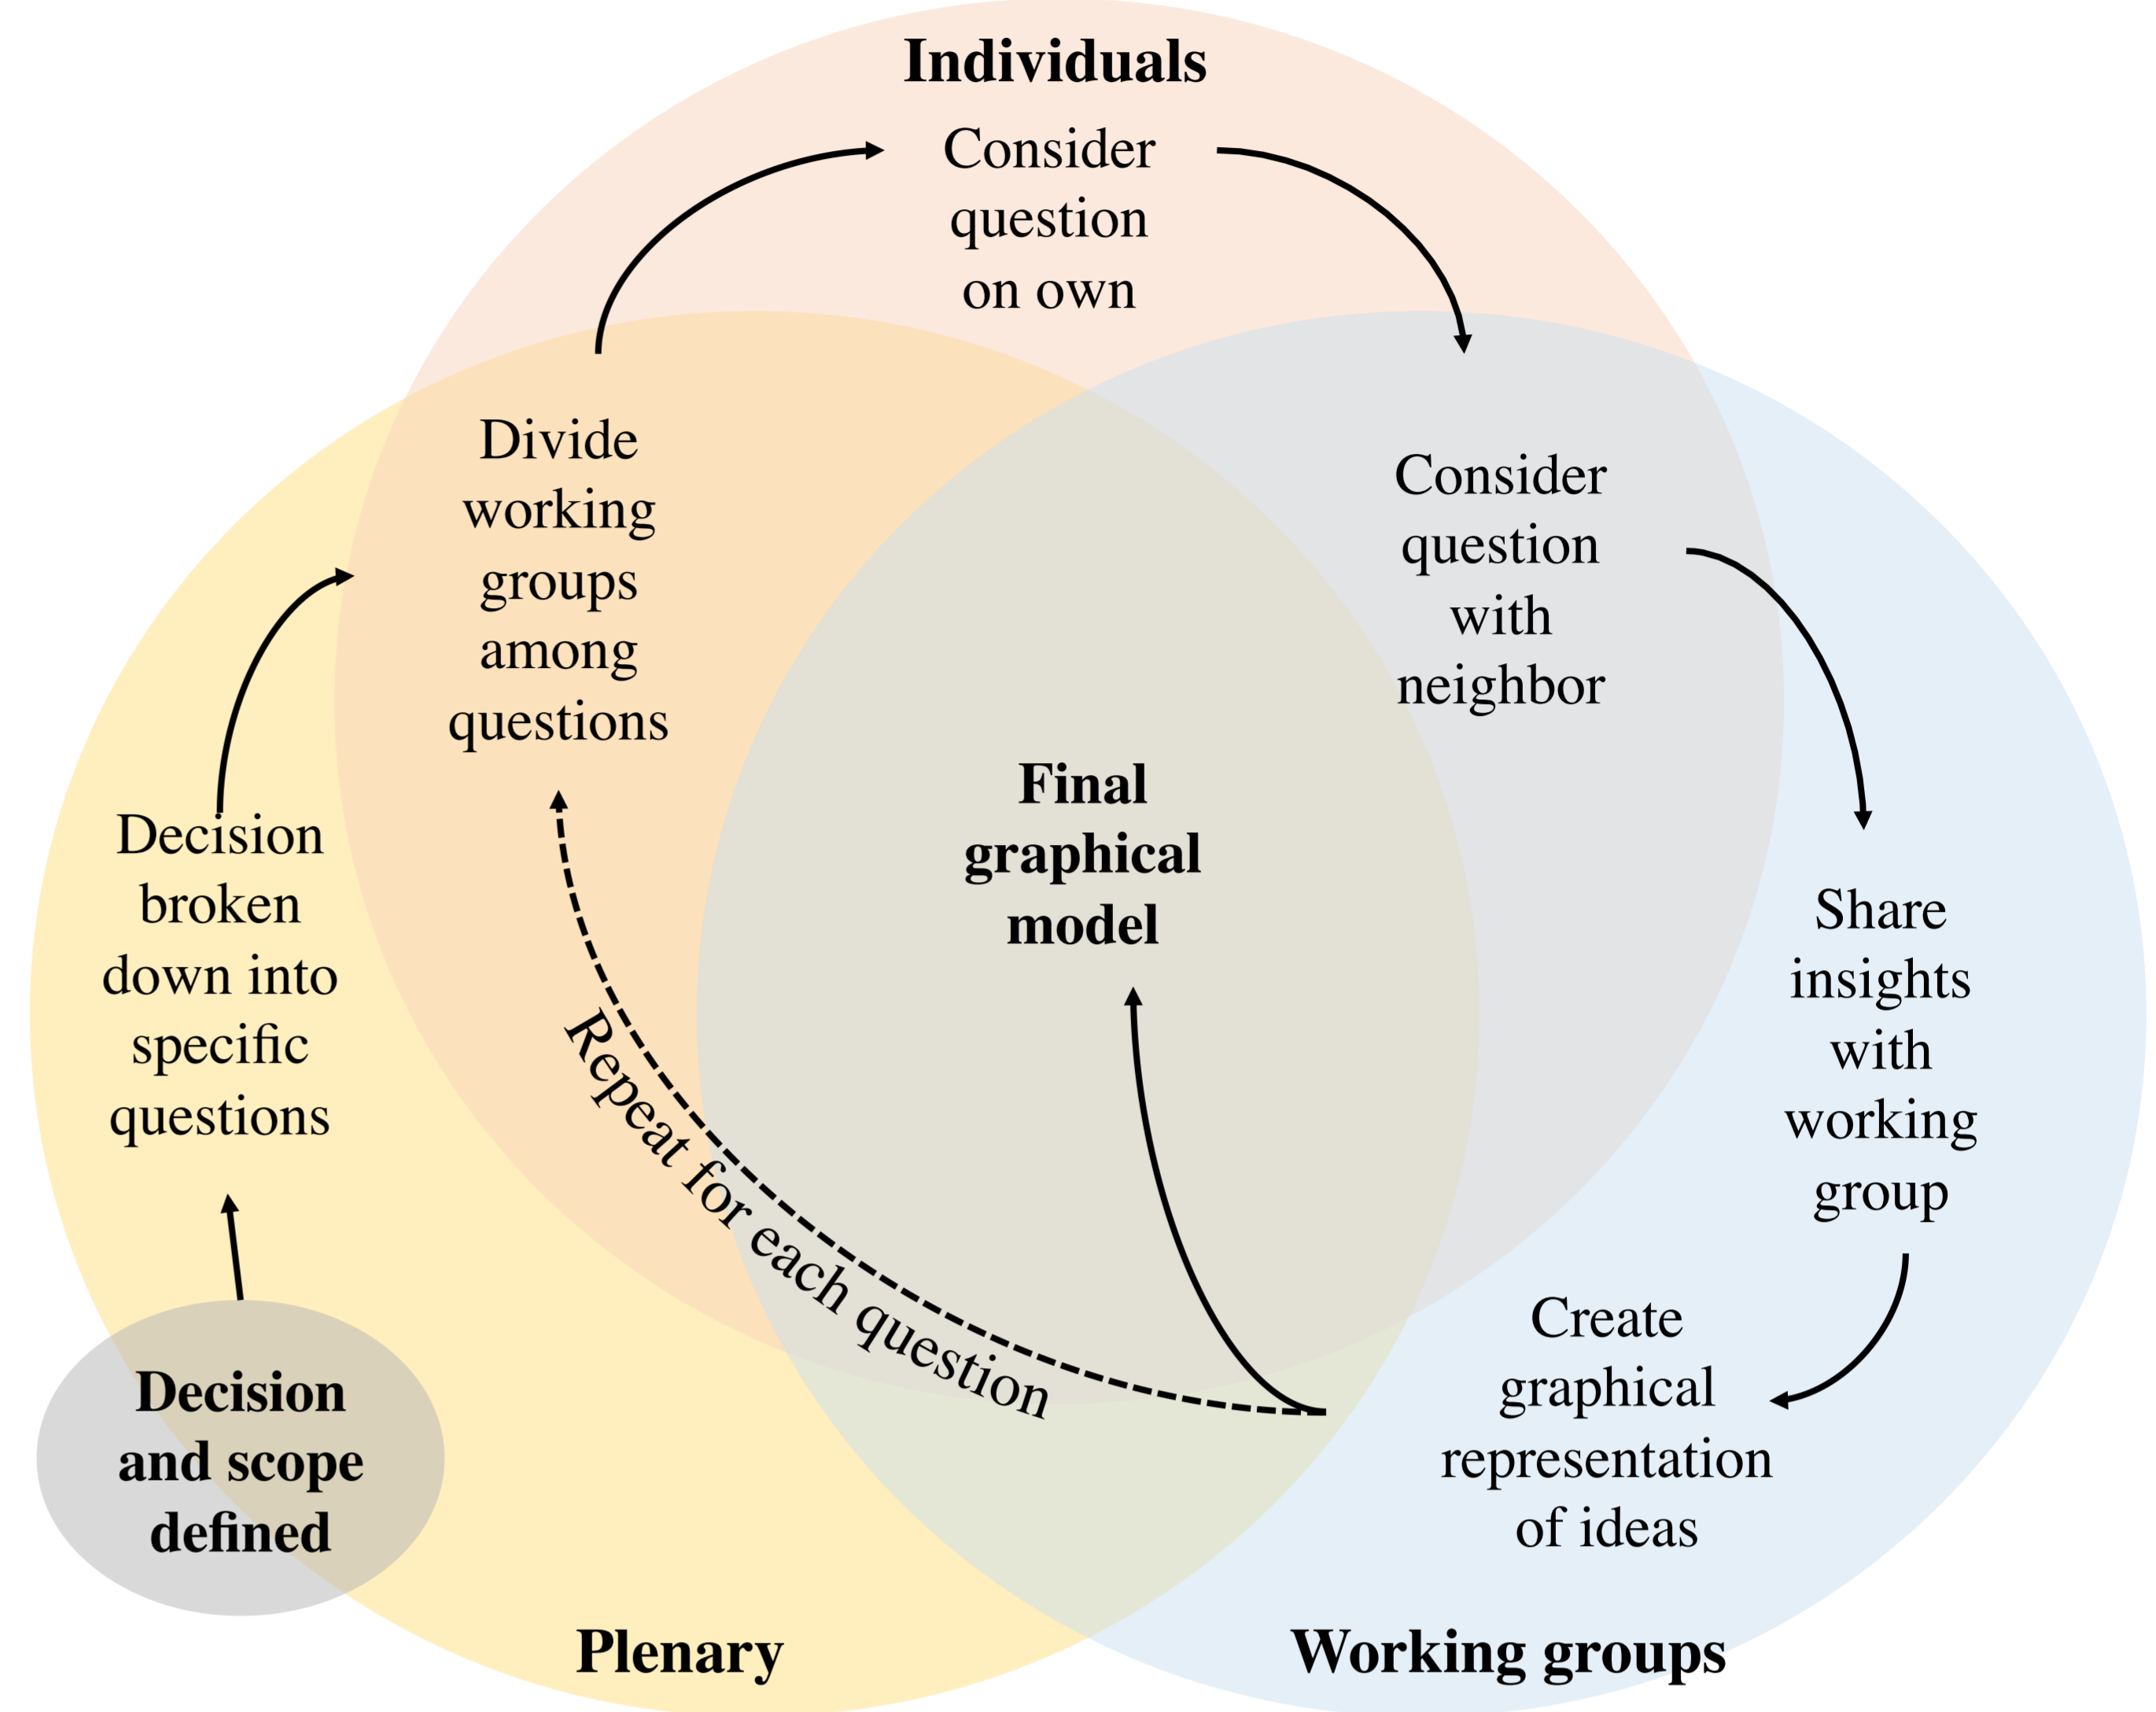 Individuals
Consider
question
on own
Divide
working
groups
among
questions
Consider
question
with
neighbor
Final
graphical
model
Decision
broken
down into
specific
questions
Share
insights
with
working
group
Repeat for each question
Create
graphical
representation
of ideas
Decision
and scope
defined
Plenary
Working groups